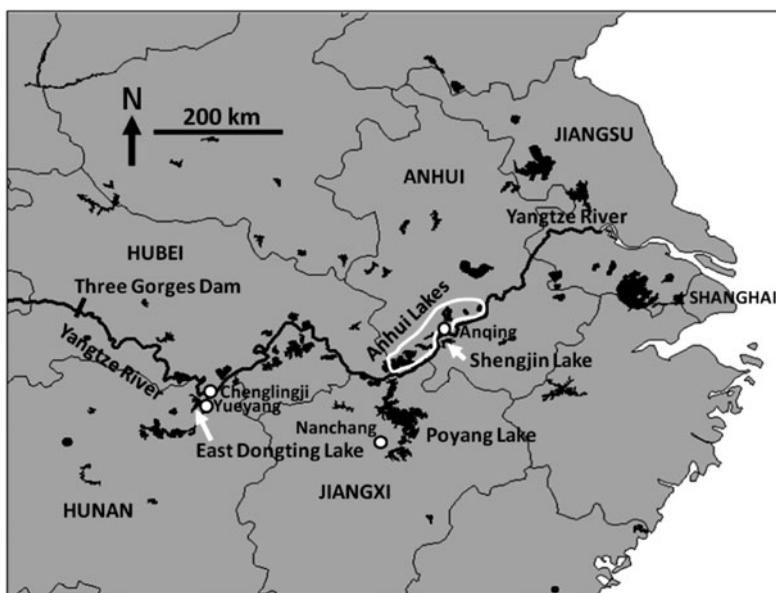 N
200 km
JIANGSU
ANHUI
Yangtze River
HUBEI
Three Gorges Dam
SHANGHAI
Anhui Lakes
Anqing
Yangtze River
Shengjin Lake
Chenglingji
Yueyang
Nanchang
Poyang Lake
East Dongting Lake
JIANGXI
HUNAN